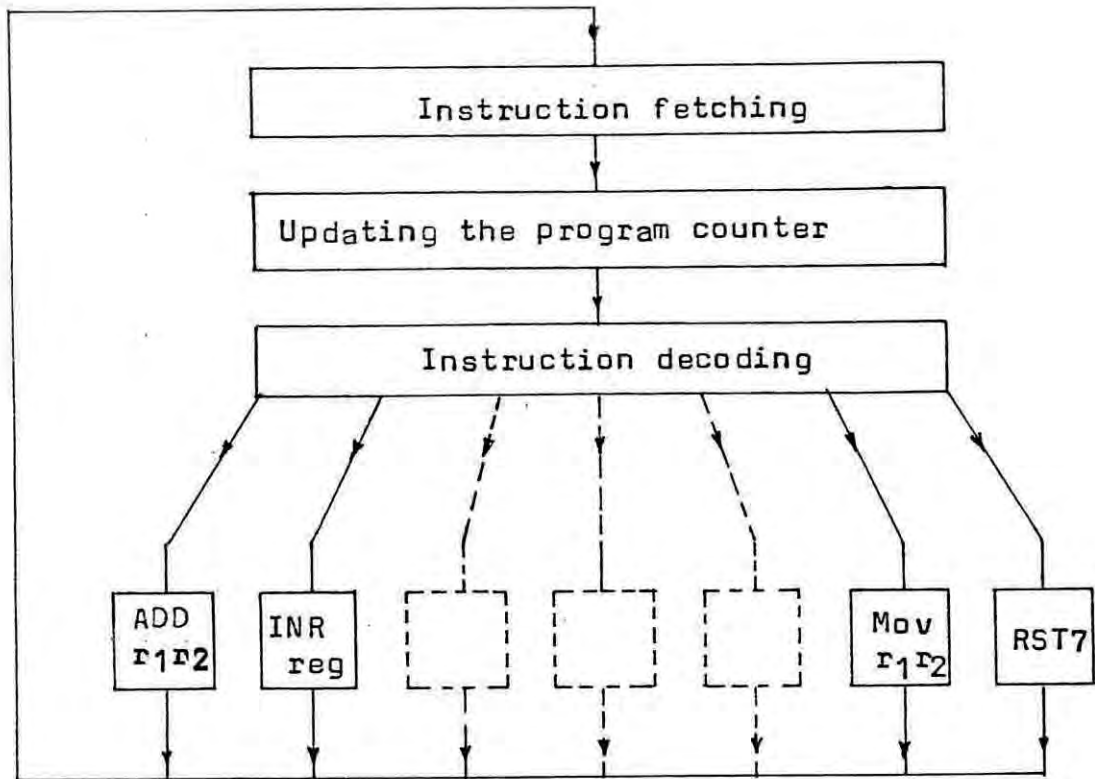 Instruction fetching
Updating the program counter
Instruction decoding
ADD
r1r2
INR
reg
Mov
r1r2
RST7